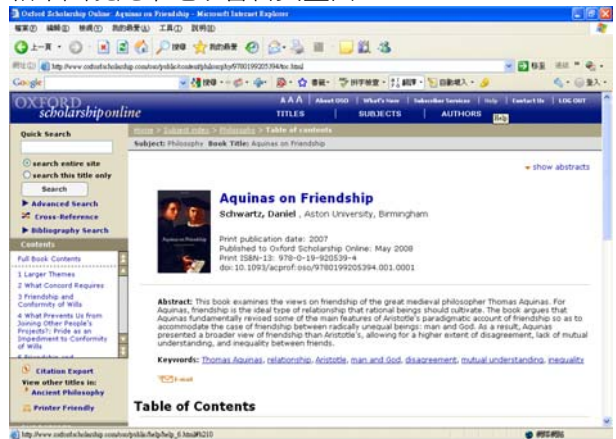 Oxford Scholarship Online: Aquinas on Friendship - Microsoft Internet Explorer
上一頁
搜尋
我的最愛
Google
OXFORD
scholarshiponline
A A A | About OSO | What's New | Subscriber Services | Help | Contact Us | LOG OUT
TITLES | SUBJECTS | AUTHORS
Help
Quick Search
search entire site
search this title only
Search
Advanced Search
Cross-Reference
Bibliography Search
Contents
Full Book Contents
1 Larger Themes
2 What Concord Requires
3 Friendship and
Conformity of Wills
4 What Prevents Us from
Joining Other People's
Projects?: Pride as an
Impediment to Conformity
of Wills
Citation Export
View other titles in:
Ancient Philosophy
Printer Friendly
Home > Subject index > Philosophy > Table of contents
Subject: Philosophy Book Title: Aquinas on Friendship
show abstracts
Aquinas on Friendship
Schwartz, Daniel , Aston University, Birmingham
Print publication date: 2007
Published to Oxford Scholarship Online: May 2008
Print ISBN-13: 978-0-19-920539-4
doi:10.1093/acprof:oso/9780199205394.001.0001
Abstract: This book examines the views on friendship of the great medieval philosopher Thomas Aquinas. For
Aquinas, friendship is the ideal type of relationship that rational beings should cultivate. The book argues that
Aquinas fundamentally revised some of the main features of Aristotle's paradigmatic account of friendship so as to
accommodate the case of friendship between radically unequal beings: man and God. As a result, Aquinas
presented a broader view of friendship than Aristotle's, allowing for a higher extent of disagreement, lack of mutual
understanding, and inequality between friends.
Keywords: Thomas Aquinas, relationship, Aristotle, man and God, disagreement, mutual understanding, inequality
E-mail
Table of Contents